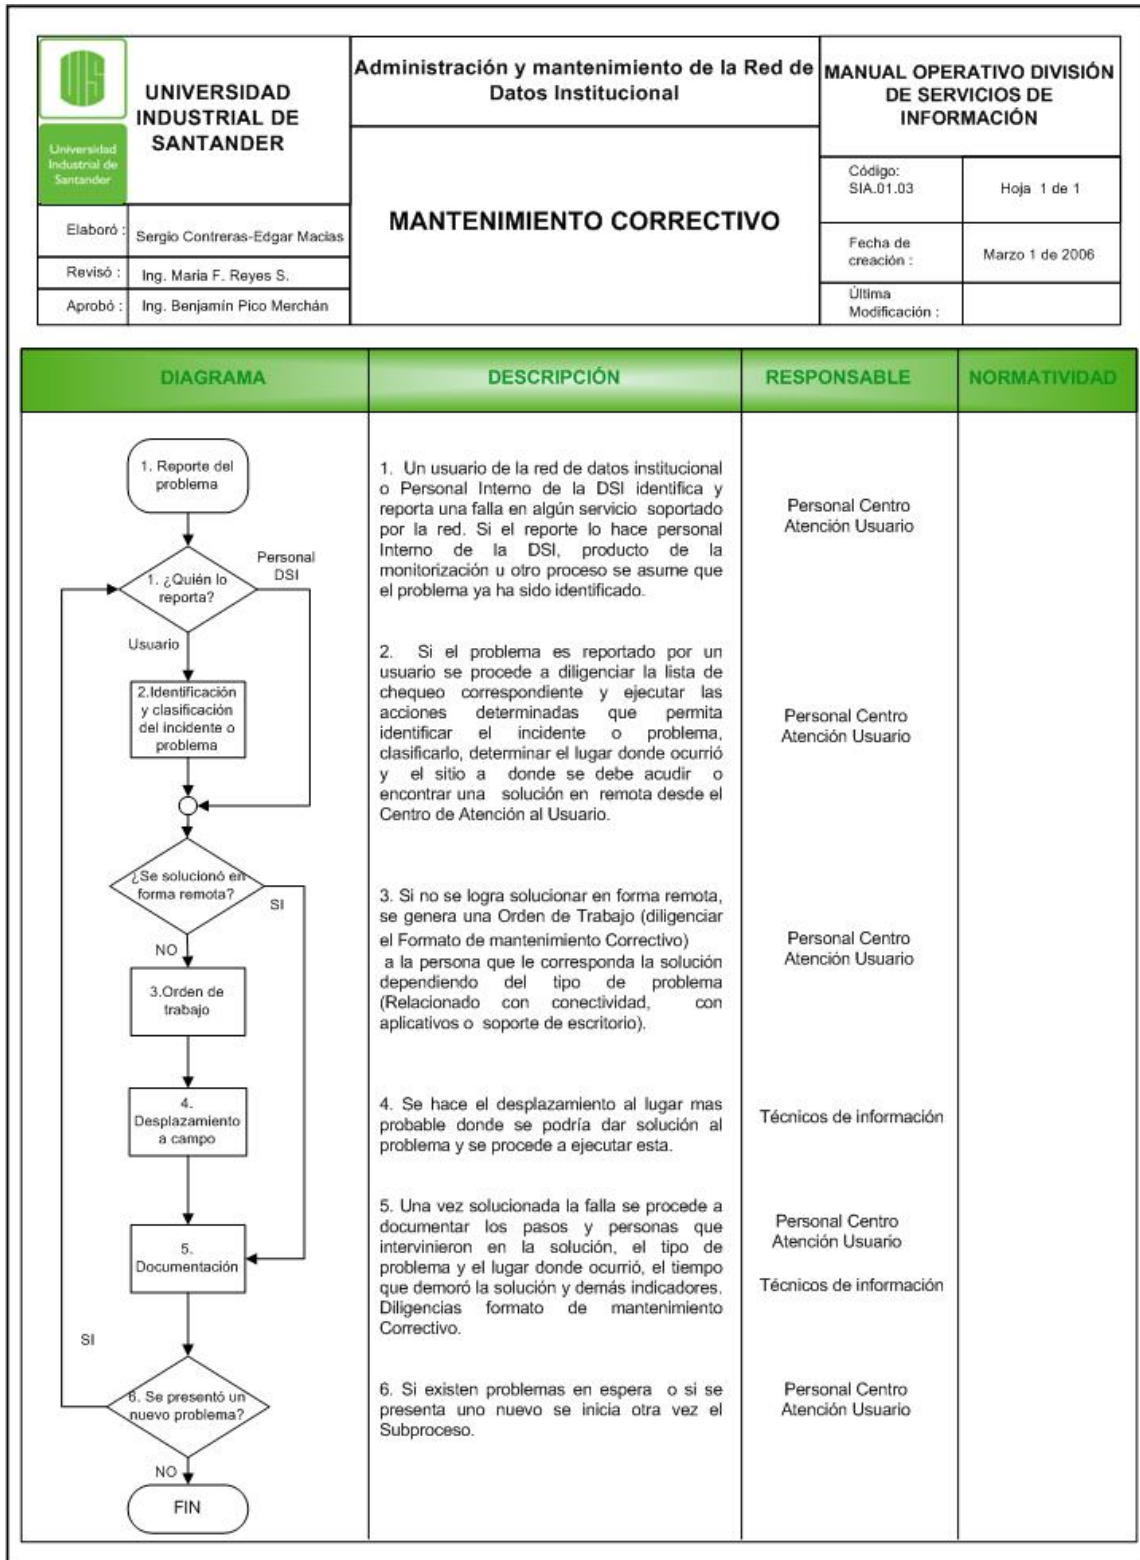 Universidad
Industrial de
Santander
UNIVERSIDAD
INDUSTRIAL DE
SANTANDER
Elaboró :
Sergio Contreras-Edgar Macias
Revisó :
Ing. Maria F. Reyes S.
Aprobó :
Ing. Benjamín Pico Merchán
Administración y mantenimiento de la Red de
Datos Institucional
MANTENIMIENTO CORRECTIVO
MANUAL OPERATIVO DIVISIÓN
DE SERVICIOS DE
INFORMACIÓN
Código:
SIA.01.03
Hoja 1 de 1
Fecha de
creación :
Marzo 1 de 2006
Última
Modificación :
DIAGRAMA
DESCRIPCIÓN
RESPONSABLE
NORMATIVIDAD
1. Reporte del
problema
1. ¿Quién lo
reporta?
Personal
DSI
Usuario
2.Identificación
y clasificación
del incidente o
problema
¿Se solucionó en
forma remota?
SI
NO
3.Orden de
trabajo
4.
Desplazamiento
a campo
5.
Documentación
SI
6. Se presentó un
nuevo problema?
NO
FIN
1. Un usuario de la red de datos institucional
o Personal Interno de la DSI identifica y
reporta una falla en algún servicio soportado
por la red. Si el reporte lo hace personal
Interno de la DSI, producto de la
monitorización u otro proceso se asume que
el problema ya ha sido identificado.
Personal Centro
Atención Usuario
2. Si el problema es reportado por un
usuario se procede a diligenciar la lista de
chequeo correspondiente y ejecutar las
acciones determinadas que permita
identificar el incidente o problema,
clasificarlo, determinar el lugar donde ocurrió
y el sitio a donde se debe acudir o
encontrar una solución en remota desde el
Centro de Atención al Usuario.
Personal Centro
Atención Usuario
3. Si no se logra solucionar en forma remota,
se genera una Orden de Trabajo (diligenciar
el Formato de mantenimiento Correctivo)
a la persona que le corresponda la solución
dependiendo del tipo de problema
(Relacionado con conectividad, con
aplicativos o soporte de escritorio).
Personal Centro
Atención Usuario
4. Se hace el desplazamiento al lugar mas
probable donde se podría dar solución al
problema y se procede a ejecutar esta.
Técnicos de información
5. Una vez solucionada la falla se procede a
documentar los pasos y personas que
intervinieron en la solución, el tipo de
problema y el lugar donde ocurrió, el tiempo
que demoró la solución y demás indicadores.
Diligencias formato de mantenimiento
Correctivo.
Personal Centro
Atención Usuario
Técnicos de información
6. Si existen problemas en espera o si se
presenta uno nuevo se inicia otra vez el
Subproceso.
Personal Centro
Atención Usuario